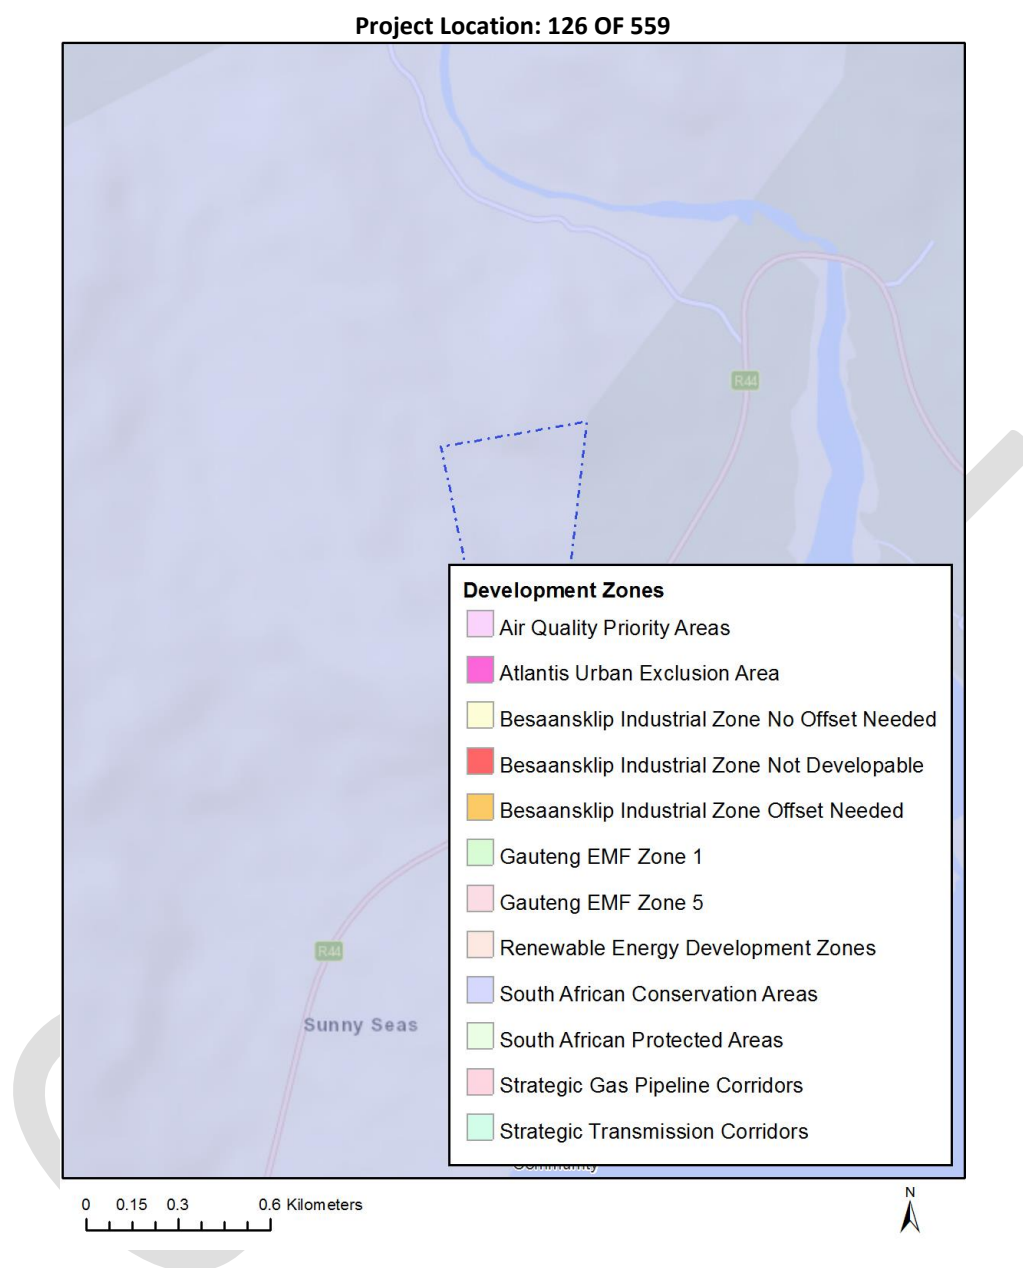 Project Location: 126 OF 559
R44
Development Zones
Air Quality Priority Areas
Atlantis Urban Exclusion Area
Besaansklip Industrial Zone No Offset Needed
Besaansklip Industrial Zone Not Developable
Besaansklip Industrial Zone Offset Needed
Gauteng EMF Zone 1
Gauteng EMF Zone 5
Renewable Energy Development Zones
R44
South African Conservation Areas
Sunny Seas
South African Protected Areas
Strategic Gas Pipeline Corridors
Strategic Transmission Corridors
Community
0 0.15 0.3 0.6 Kilometers
N